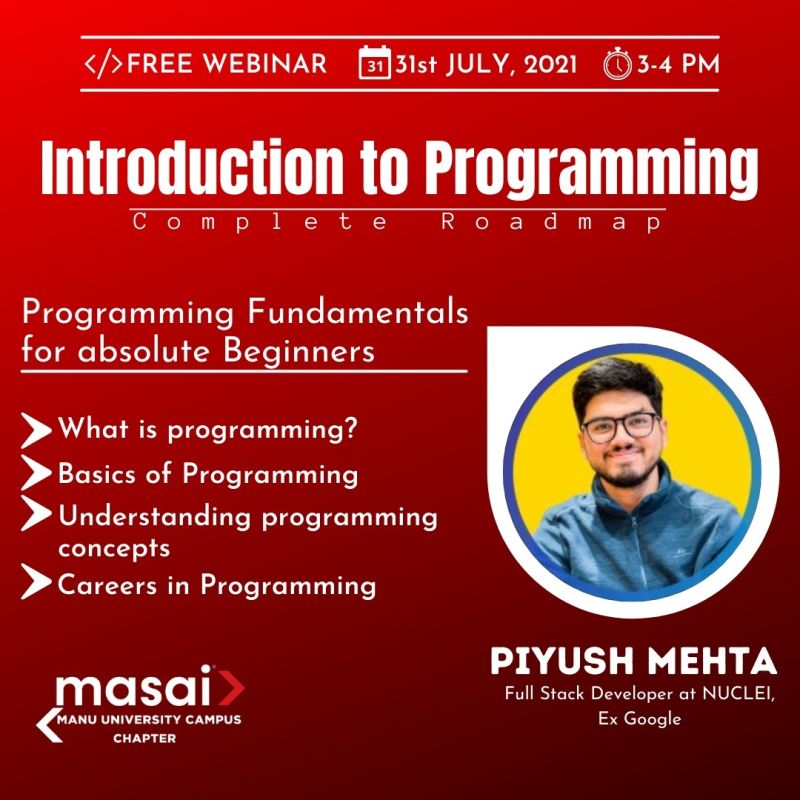 </>FREE WEBINAR 31 31st JULY, 2021 3-4 PM
Introduction to Programming
Complete Roadmap
Programming Fundamentals
for absolute Beginners
What is programming?
Basics of Programming
Understanding programming
concepts
Careers in Programming
masai
MANU UNIVERSITY CAMPUS
CHAPTER
PIYUSH MEHTA
Full Stack Developer at NUCLEI,
Ex Google